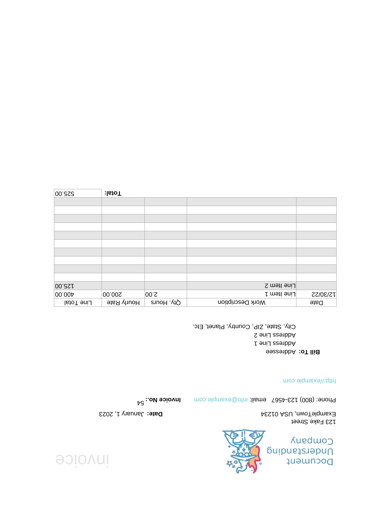 Document
Understanding
Company
invoice
123 Fake Street
ExampleTown, USA 01234
Date: January 1, 2023
Phone: (800) 123-4567 email: info@example.com
Invoice No.: 54
http://example.com
Bill To: Addressee
Address Line 1
Address Line 2
City, State, ZIP, Country, Planet, Etc.
Date Work Description Qty. Hours Hourly Rate Line Total
12/30/22 Line Item 1 2.00 200.00 400.00
Line Item 2 125.00
Total: 525.00